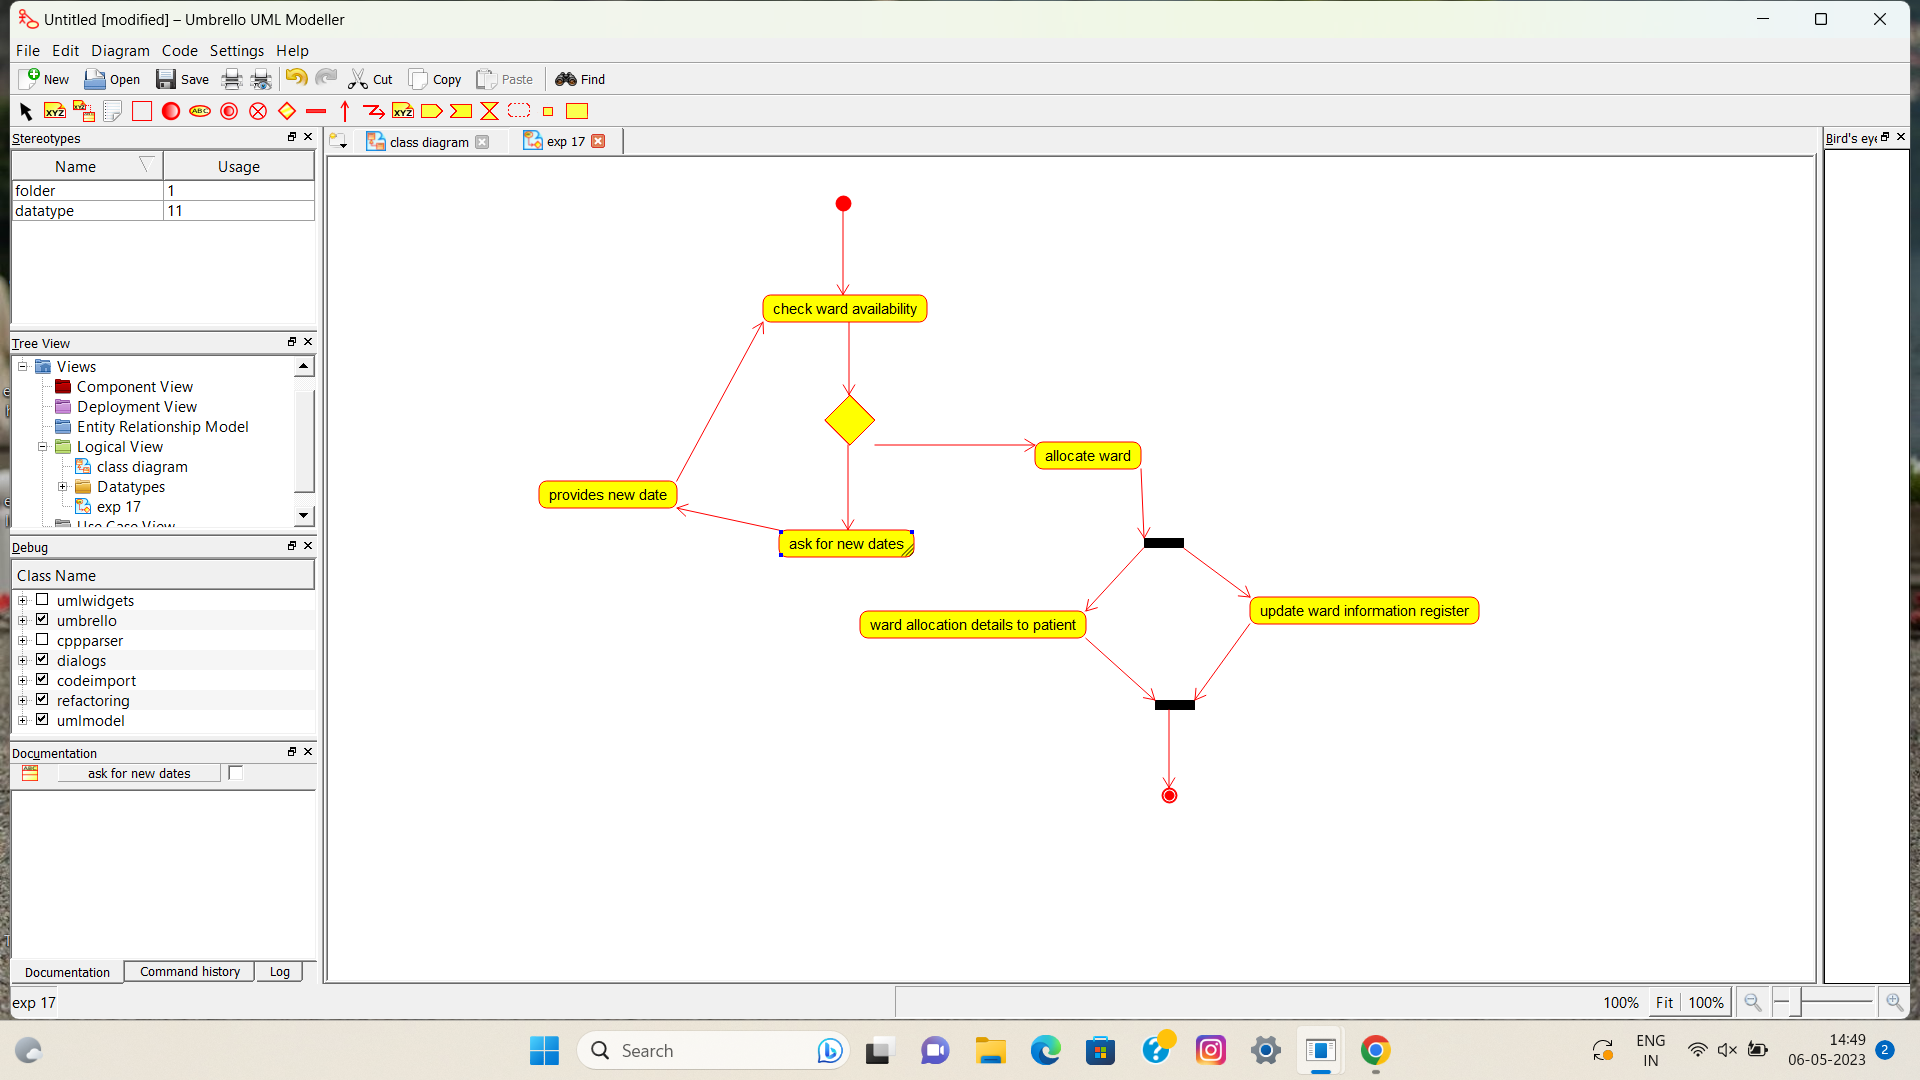 Untitled [modified] – Umbrello UML Modeller
File Edit Diagram Code Settings Help
New Open Save Cut Copy Paste Find
XYZ XYZ ABC XYZ
Stereotypes
Name Usage
folder 1
datatype 11
Tree View
Views
Component View
Deployment View
Entity Relationship Model
Logical View
class diagram
Datatypes
exp 17
Use Case View
Debug
Class Name
umlwidgets
umbrello
cppparser
dialogs
codeimport
refactoring
umlmodel
Documentation
ask for new dates
Documentation Command history Log
exp 17
class diagram exp 17
check ward availability
allocate ward
provides new date
ask for new dates
ward allocation details to patient
update ward information register
Bird's eye
100% Fit 100%
Search
ENG
IN
14:49
06-05-2023
2